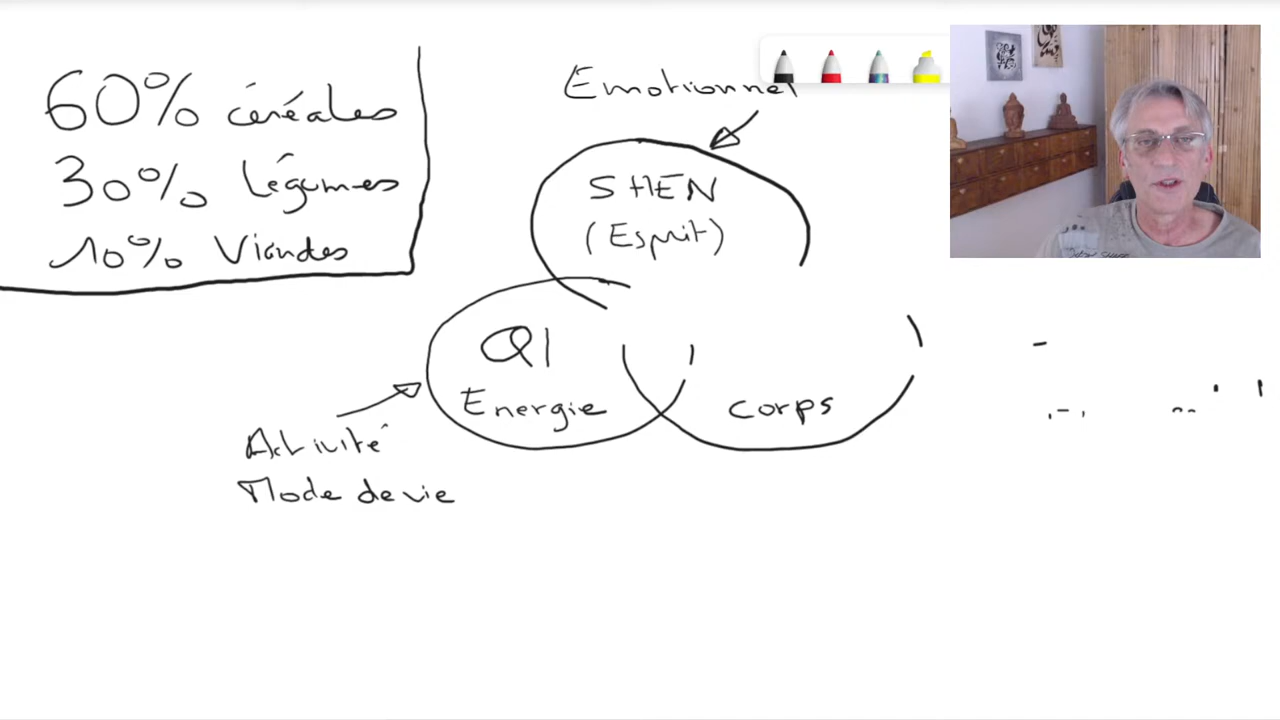 60% céréales
30% Légumes
10% Viandes
Emotionnel
SHEN
(Esprit)
QI
Energie
corps
Activité
Mode de vie